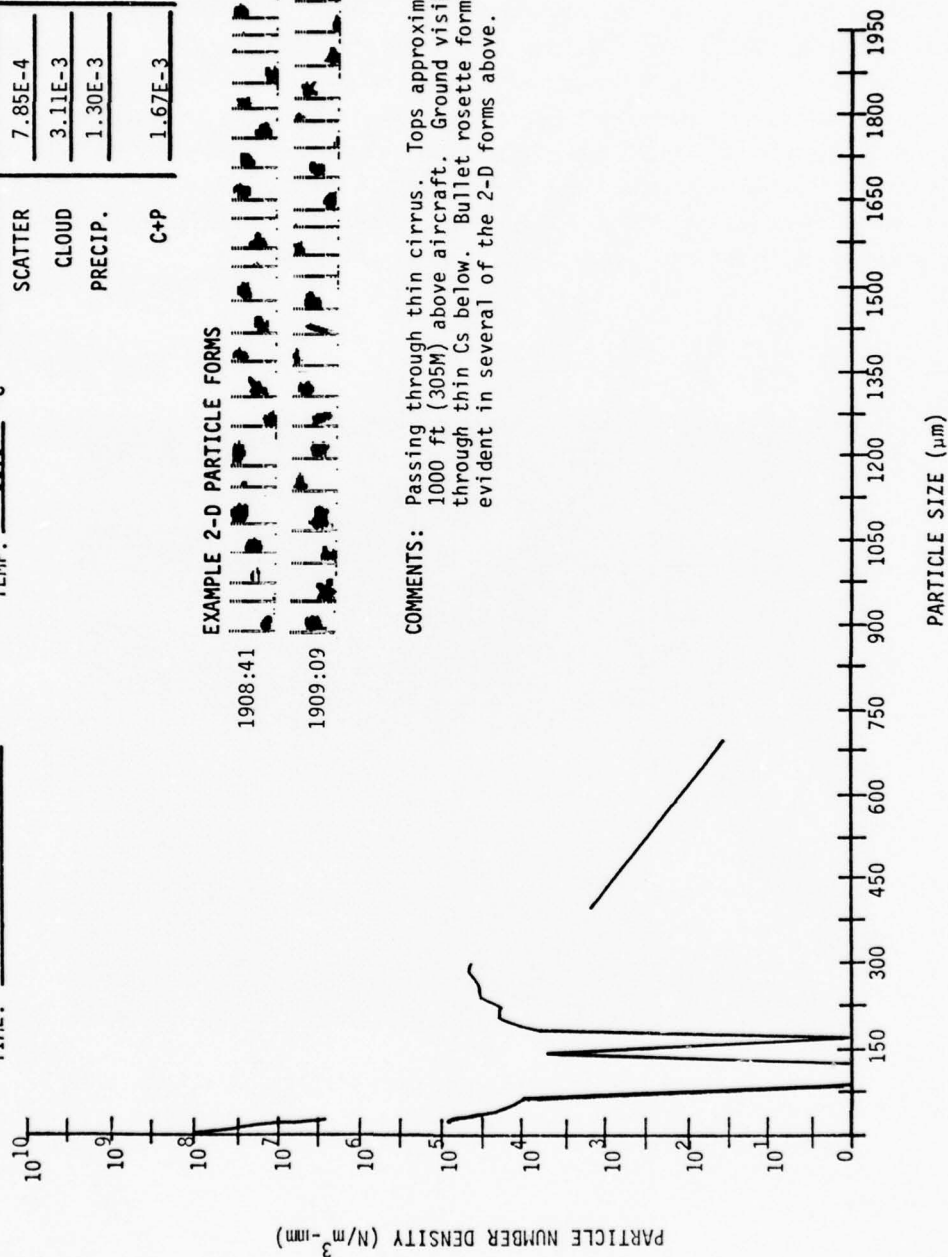 SCATTER 7.85E-4
CLOUD 3.11E-3
PRECIP. 1.30E-3
C+P 1.67E-3
EXAMPLE 2-D PARTICLE FORMS
1908:41
1909:09
COMMENTS: Passing through thin cirrus. Tops approxim
1000 ft (305M) above aircraft. Ground visi
through thin Cs below. Bullet rosette form
evident in several of the 2-D forms above.
PARTICLE NUMBER DENSITY (N/m³-mm)
10 10
10 9
10 8
10 7
10 6
10 5
10 4
10 3
10 2
10 1
0
150 300 450 600 750 900 1050 1200 1350 1500 1650 1800 1950
PARTICLE SIZE (µm)